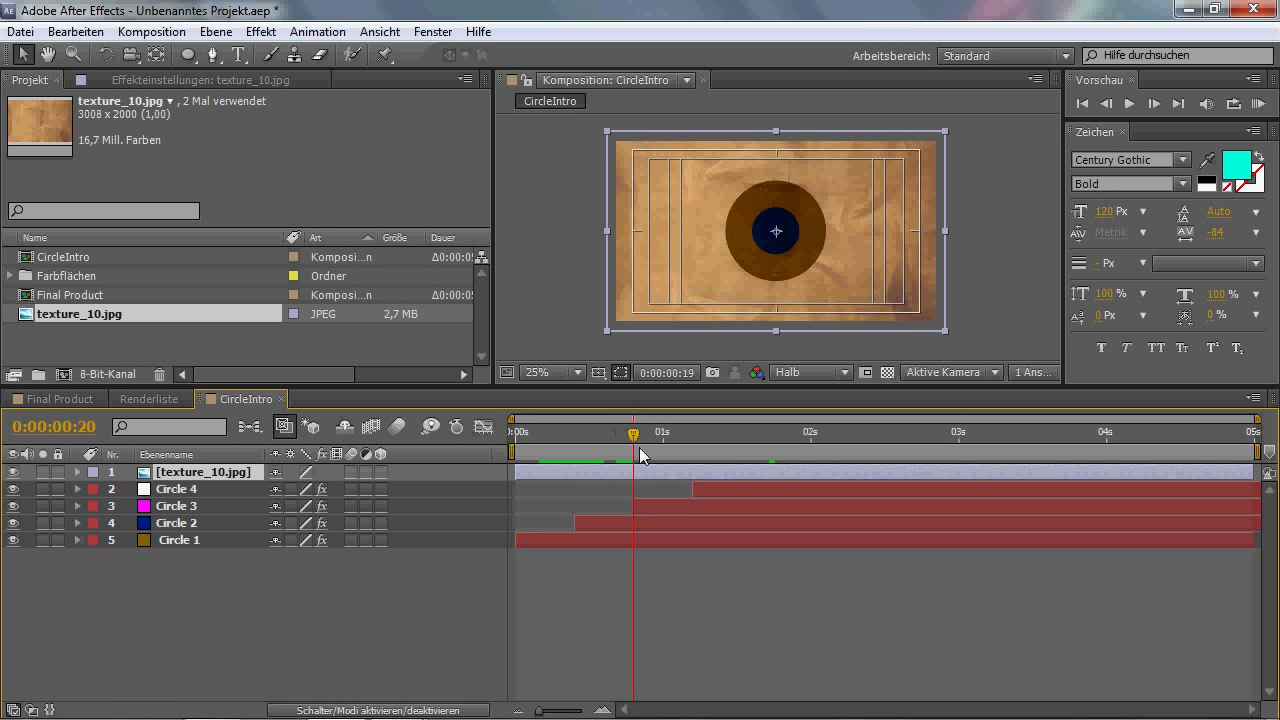 Adobe After Effects - Unbenanntes Projekt.aep *
Datei Bearbeiten Komposition Ebene Effekt Animation Ansicht Fenster Hilfe
Arbeitsbereich: Standard Hilfe durchsuchen
Projekt Effekteinstellungen: texture_10.jpg
texture_10.jpg , 2 Mal verwendet
3008 x 2000 (1,00)
16,7 Mill. Farben
Name Art Größe Dauer
CircleIntro Komposi...n Δ0:00:05
Farbflächen Ordner
Final Product Komposi...n Δ0:00:05
texture_10.jpg JPEG 2,7 MB
8-Bit-Kanal
Komposition: CircleIntro
CircleIntro
25% 0:00:00:19 Halb Aktive Kamera 1 Ans...
Vorschau
Zeichen
Century Gothic
Bold
120 Px Auto
Metrik -84
- Px
100 % 100 %
0 Px 0 %
T T TT Tt T¹ T₁
Final Product Renderliste CircleIntro
0:00:00:20
0:00s 01s 02s 03s 04s 05s
Nr. Ebenenname
1 [texture_10.jpg]
2 Circle 4
3 Circle 3
4 Circle 2
5 Circle 1
Schalter/Modi aktivieren/deaktivieren